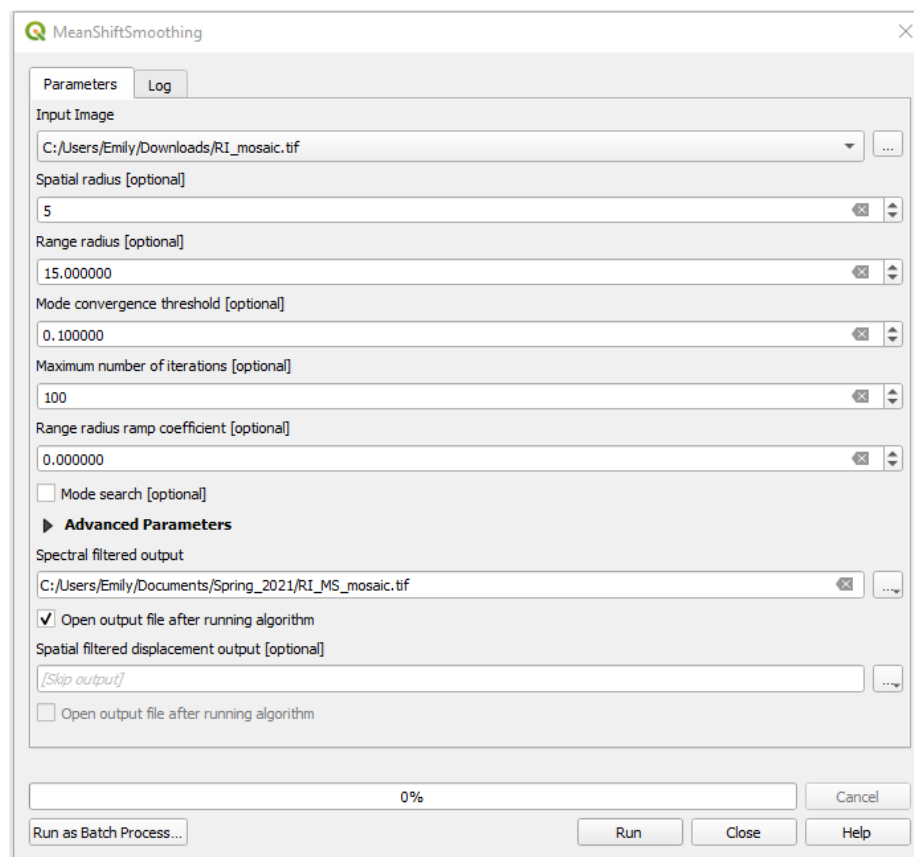 MeanShiftSmoothing
Parameters Log
Input Image
C:/Users/Emily/Downloads/RI_mosaic.tif ...
Spatial radius [optional]
5
Range radius [optional]
15.000000
Mode convergence threshold [optional]
0.100000
Maximum number of iterations [optional]
100
Range radius ramp coefficient [optional]
0.000000
Mode search [optional]
Advanced Parameters
Spectral filtered output
C:/Users/Emily/Documents/Spring_2021/RI_MS_mosaic.tif ...
Open output file after running algorithm
Spatial filtered displacement output [optional]
[Skip output] ...
Open output file after running algorithm
0% Cancel
Run as Batch Process... Run Close Help